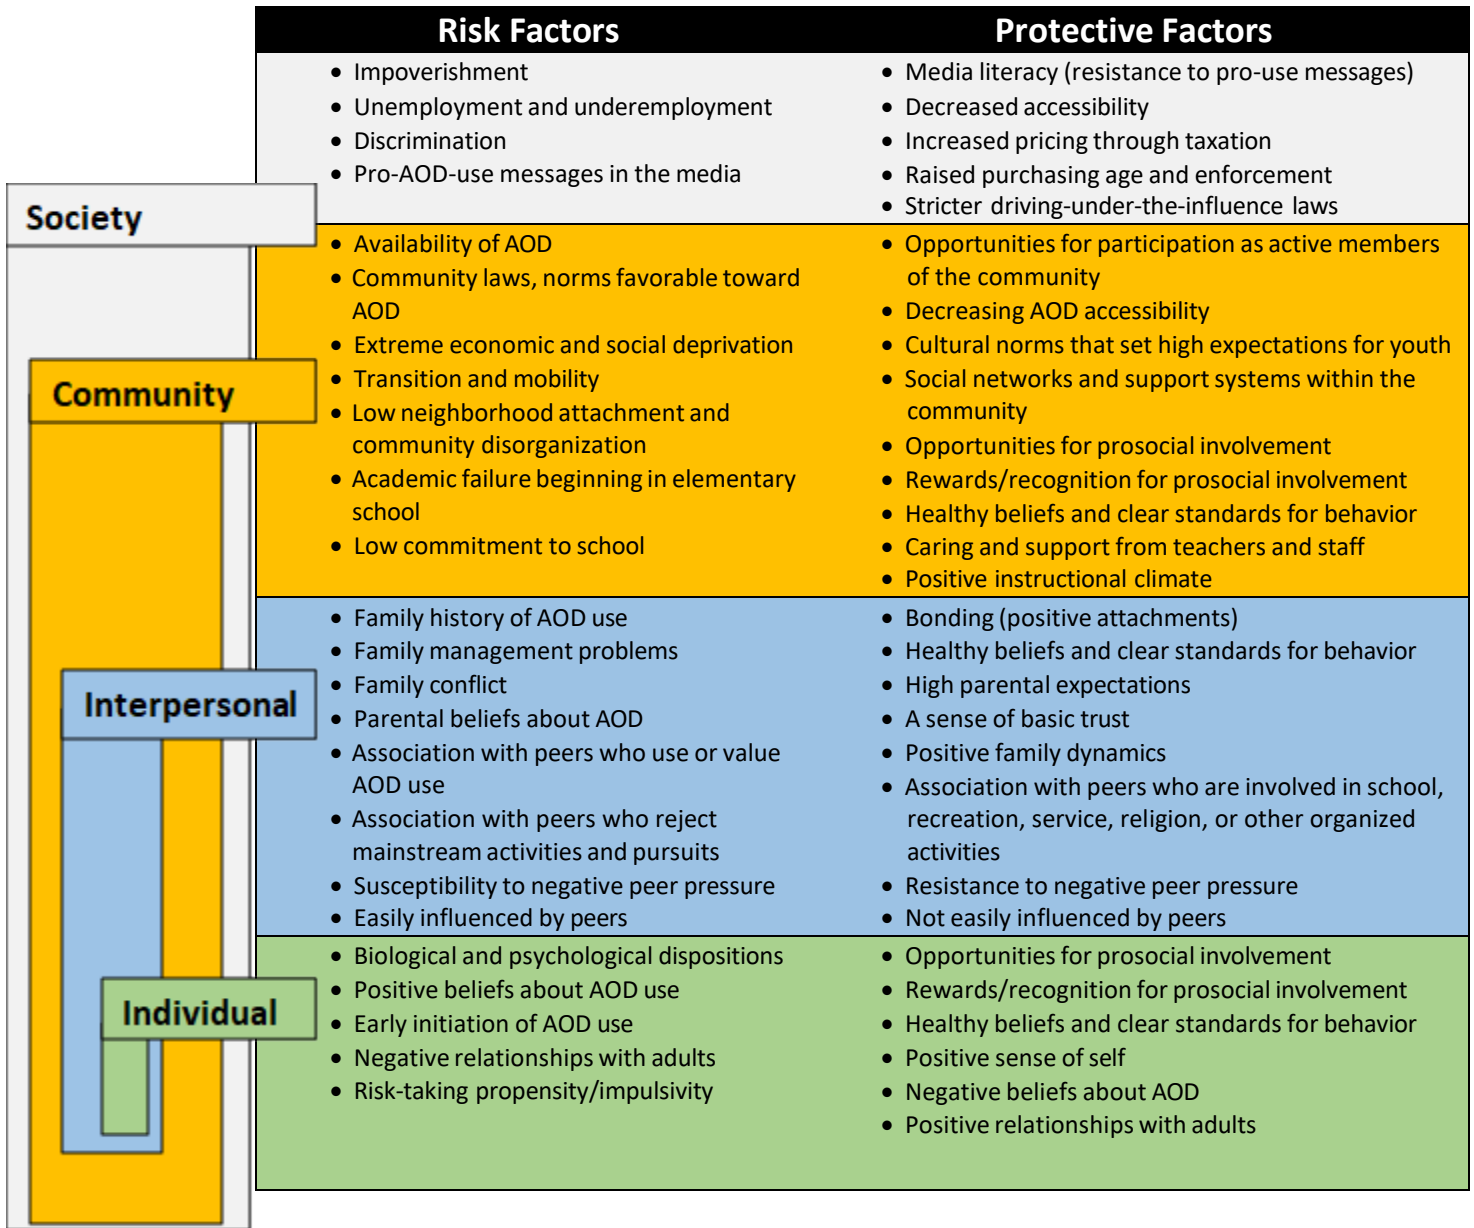 Risk Factors
Protective Factors
Society
• Impoverishment
• Unemployment and underemployment
• Discrimination
• Pro-AOD-use messages in the media
• Media literacy (resistance to pro-use messages)
• Decreased accessibility
• Increased pricing through taxation
• Raised purchasing age and enforcement
• Stricter driving-under-the-influence laws
Community
• Availability of AOD
• Community laws, norms favorable toward
AOD
• Extreme economic and social deprivation
• Transition and mobility
• Low neighborhood attachment and
community disorganization
• Academic failure beginning in elementary
school
• Low commitment to school
• Opportunities for participation as active members
of the community
• Decreasing AOD accessibility
• Cultural norms that set high expectations for youth
• Social networks and support systems within the
community
• Opportunities for prosocial involvement
• Rewards/recognition for prosocial involvement
• Healthy beliefs and clear standards for behavior
• Caring and support from teachers and staff
• Positive instructional climate
Interpersonal
• Family history of AOD use
• Family management problems
• Family conflict
• Parental beliefs about AOD
• Association with peers who use or value
AOD use
• Association with peers who reject
mainstream activities and pursuits
• Susceptibility to negative peer pressure
• Easily influenced by peers
• Bonding (positive attachments)
• Healthy beliefs and clear standards for behavior
• High parental expectations
• A sense of basic trust
• Positive family dynamics
• Association with peers who are involved in school,
recreation, service, religion, or other organized
activities
• Resistance to negative peer pressure
• Not easily influenced by peers
Individual
• Biological and psychological dispositions
• Positive beliefs about AOD use
• Early initiation of AOD use
• Negative relationships with adults
• Risk-taking propensity/impulsivity
• Opportunities for prosocial involvement
• Rewards/recognition for prosocial involvement
• Healthy beliefs and clear standards for behavior
• Positive sense of self
• Negative beliefs about AOD
• Positive relationships with adults